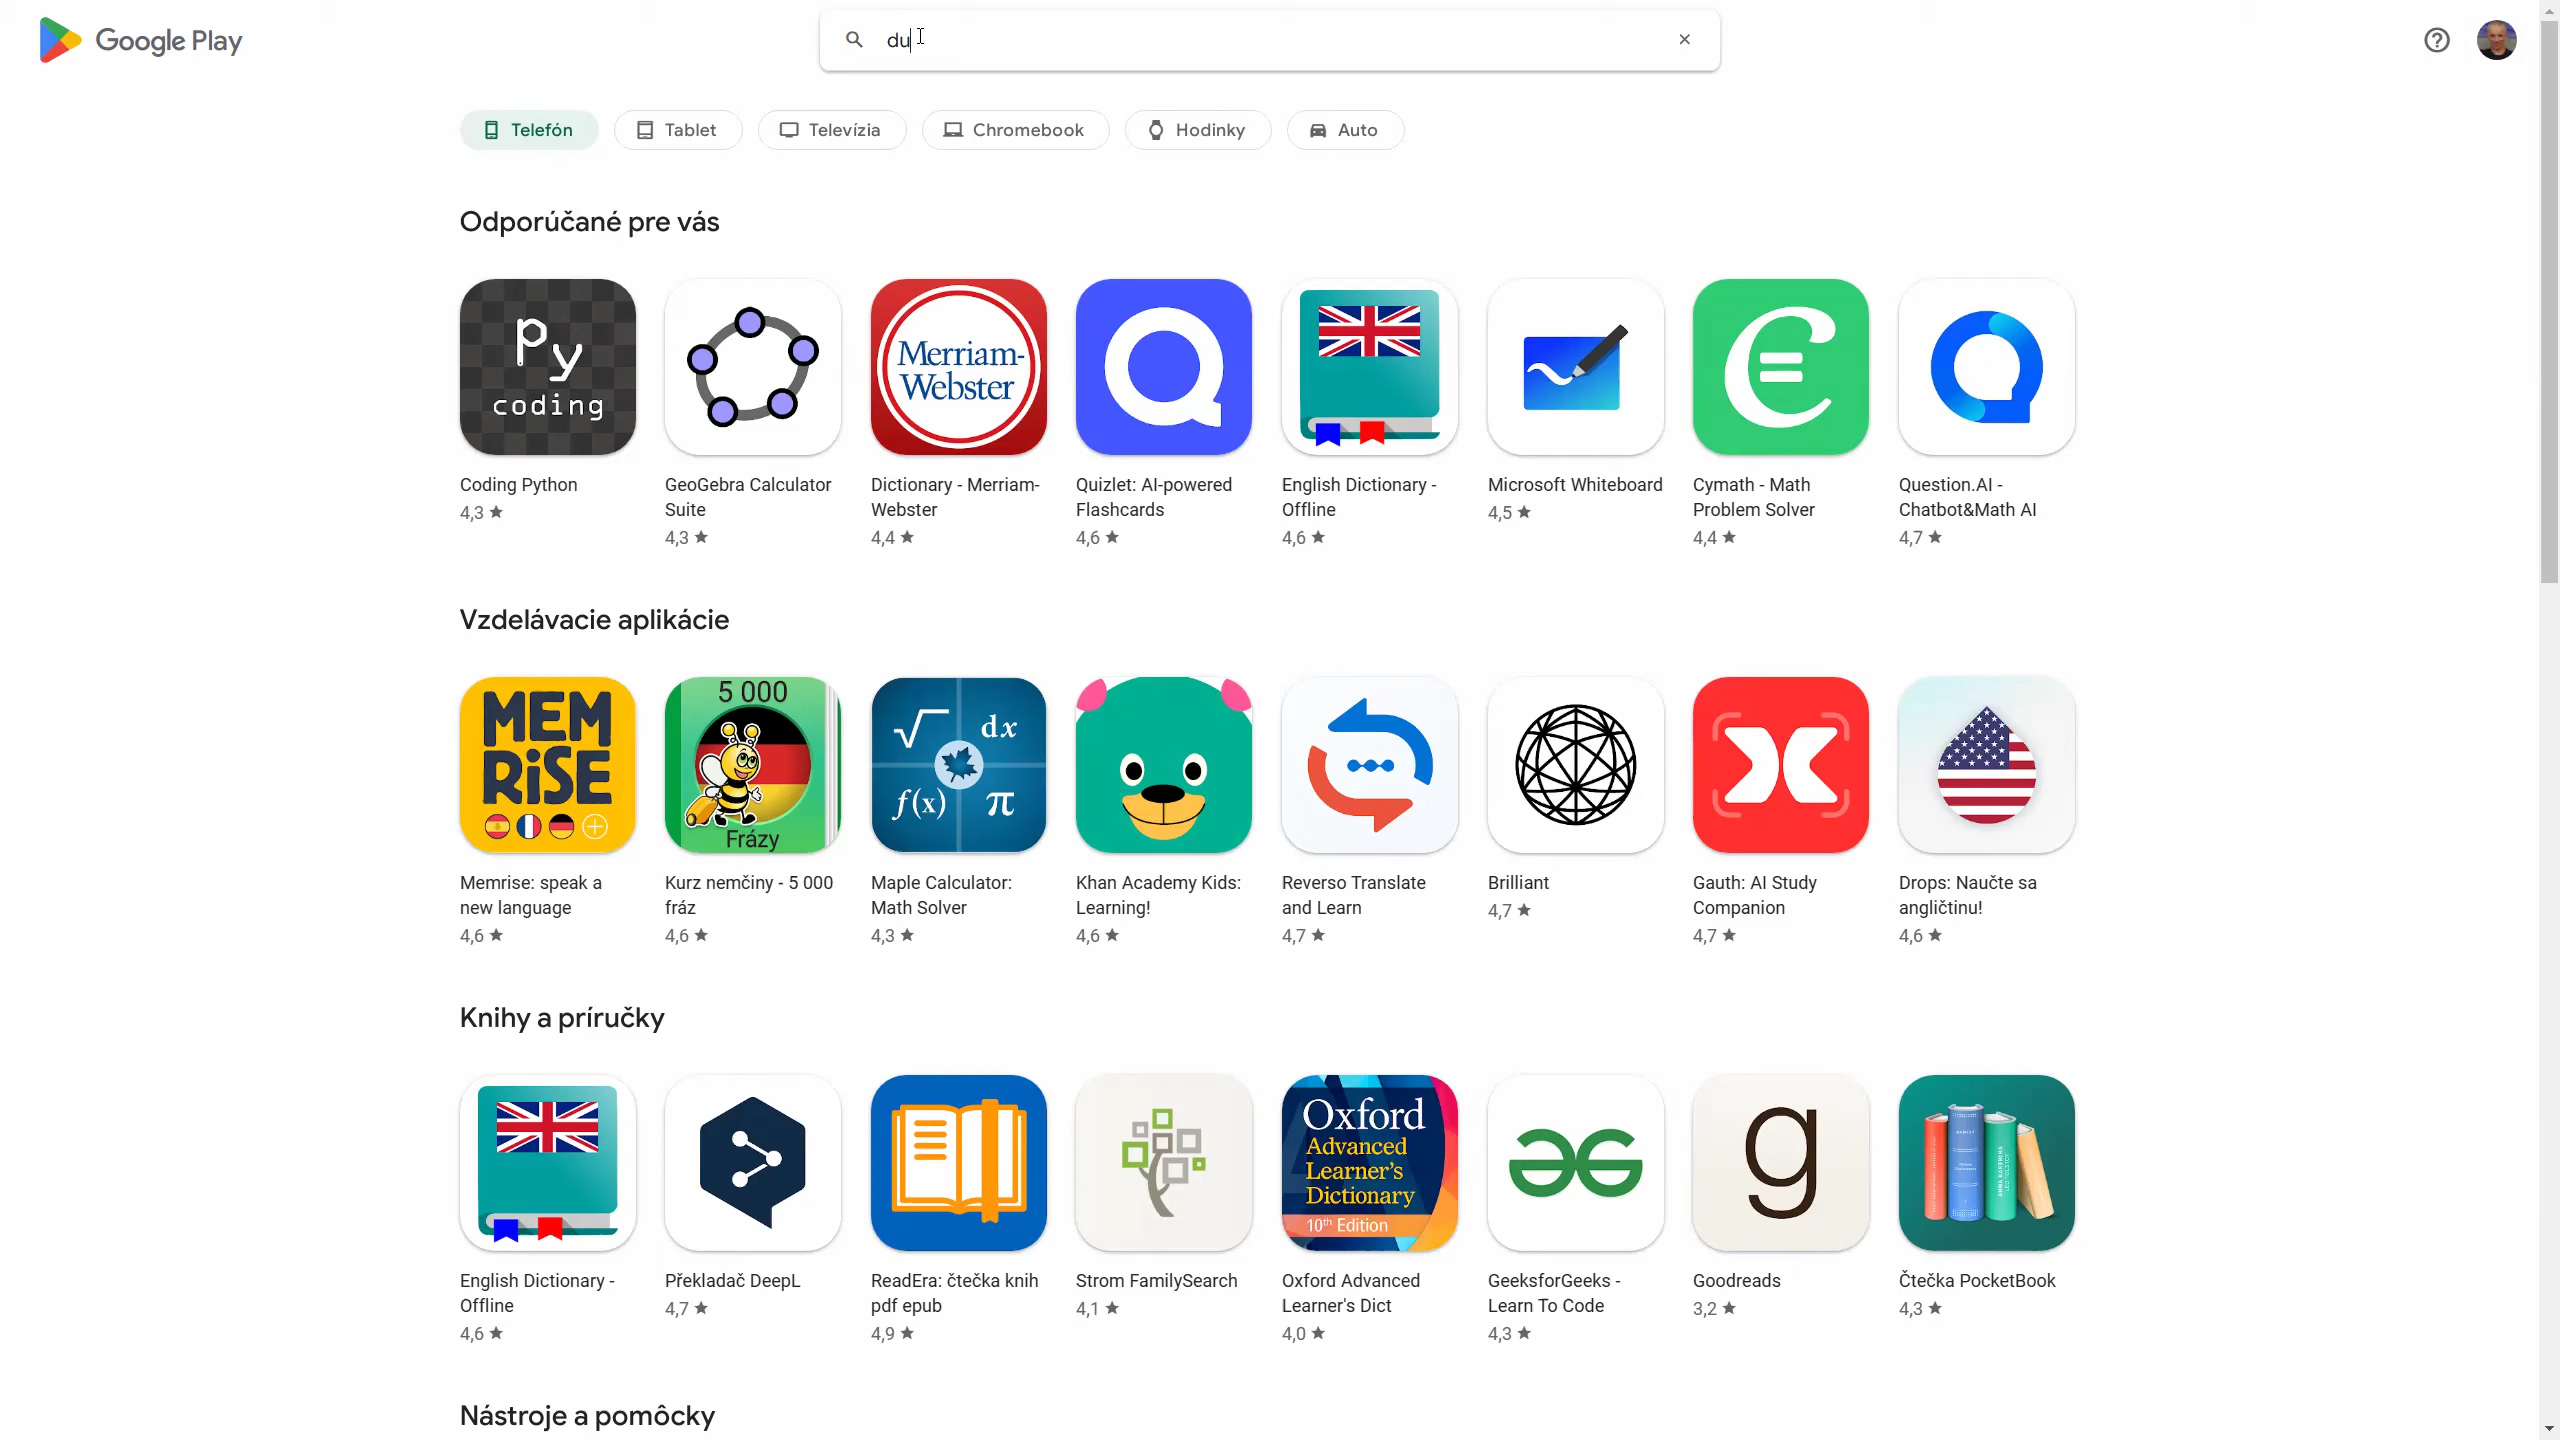 Google Play
du
Telefón
Tablet
Televízia
Chromebook
Hodinky
Auto
Odporúčané pre vás
py
coding
Merriam-
Webster
Coding Python
4,3 ★
GeoGebra Calculator
Suite
4,3 ★
Dictionary - Merriam-
Webster
4,4 ★
Quizlet: AI-powered
Flashcards
4,6 ★
English Dictionary -
Offline
4,6 ★
Microsoft Whiteboard
4,5 ★
Cymath - Math
Problem Solver
4,4 ★
Question.AI -
Chatbot&Math AI
4,7 ★
Vzdelávacie aplikácie
MEM
RiSE
5 000
Frázy
√ dx
f(x) π
Memrise: speak a
new language
4,6 ★
Kurz nemčiny - 5 000
fráz
4,6 ★
Maple Calculator:
Math Solver
4,3 ★
Khan Academy Kids:
Learning!
4,6 ★
Reverso Translate
and Learn
4,7 ★
Brilliant
4,7 ★
Gauth: AI Study
Companion
4,7 ★
Drops: Naučte sa
angličtinu!
4,6 ★
Knihy a príručky
Oxford
Advanced
Learner's
Dictionary
10th Edition
g
English Dictionary -
Offline
4,6 ★
Překladač DeepL
4,7 ★
ReadEra: čtečka knih
pdf epub
4,9 ★
Strom FamilySearch
4,1 ★
Oxford Advanced
Learner's Dict
4,0 ★
GeeksforGeeks -
Learn To Code
4,3 ★
Goodreads
3,2 ★
Čtečka PocketBook
4,3 ★
Nástroje a pomôcky